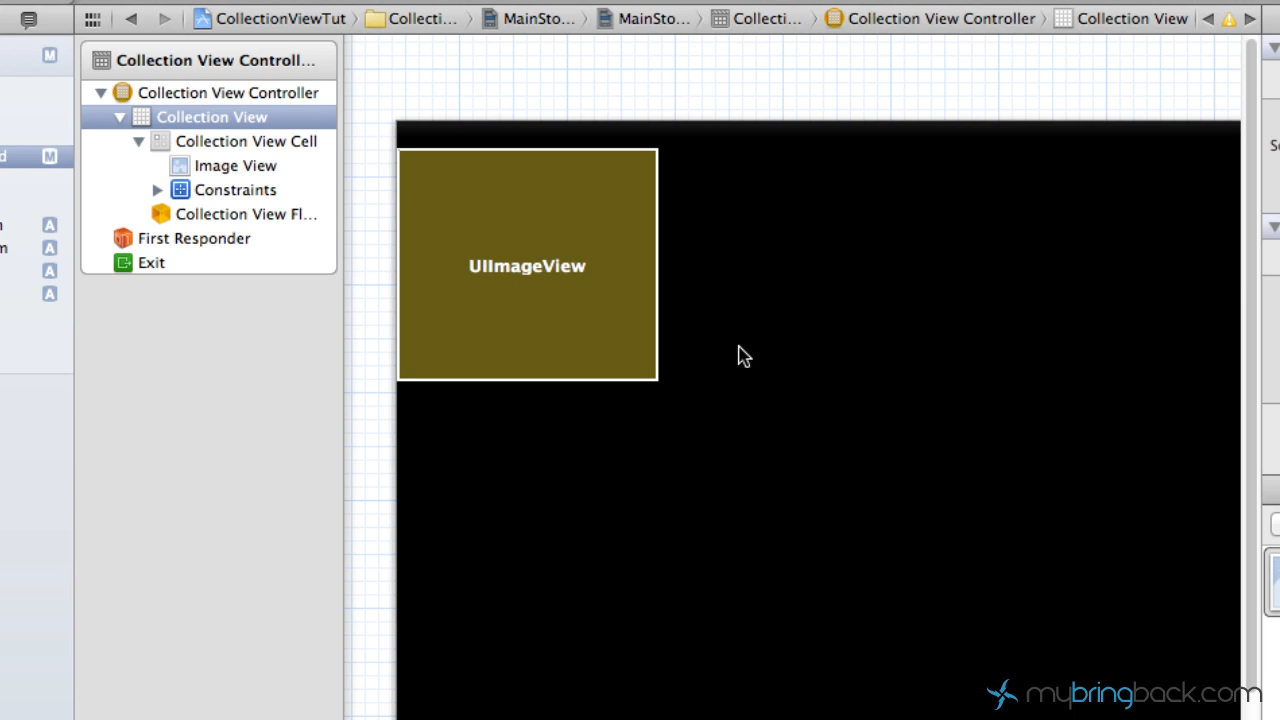 CollectionViewTut Collecti... MainSto... MainSto... Collecti... Collection View Controller Collection View
M
Collection View Controll...
Collection View Controller
Collection View
Collection View Cell
d M
Image View
Constraints
Collection View Fl...
A
First Responder
m A
Exit
A
A
UIImageView
mybringback.com